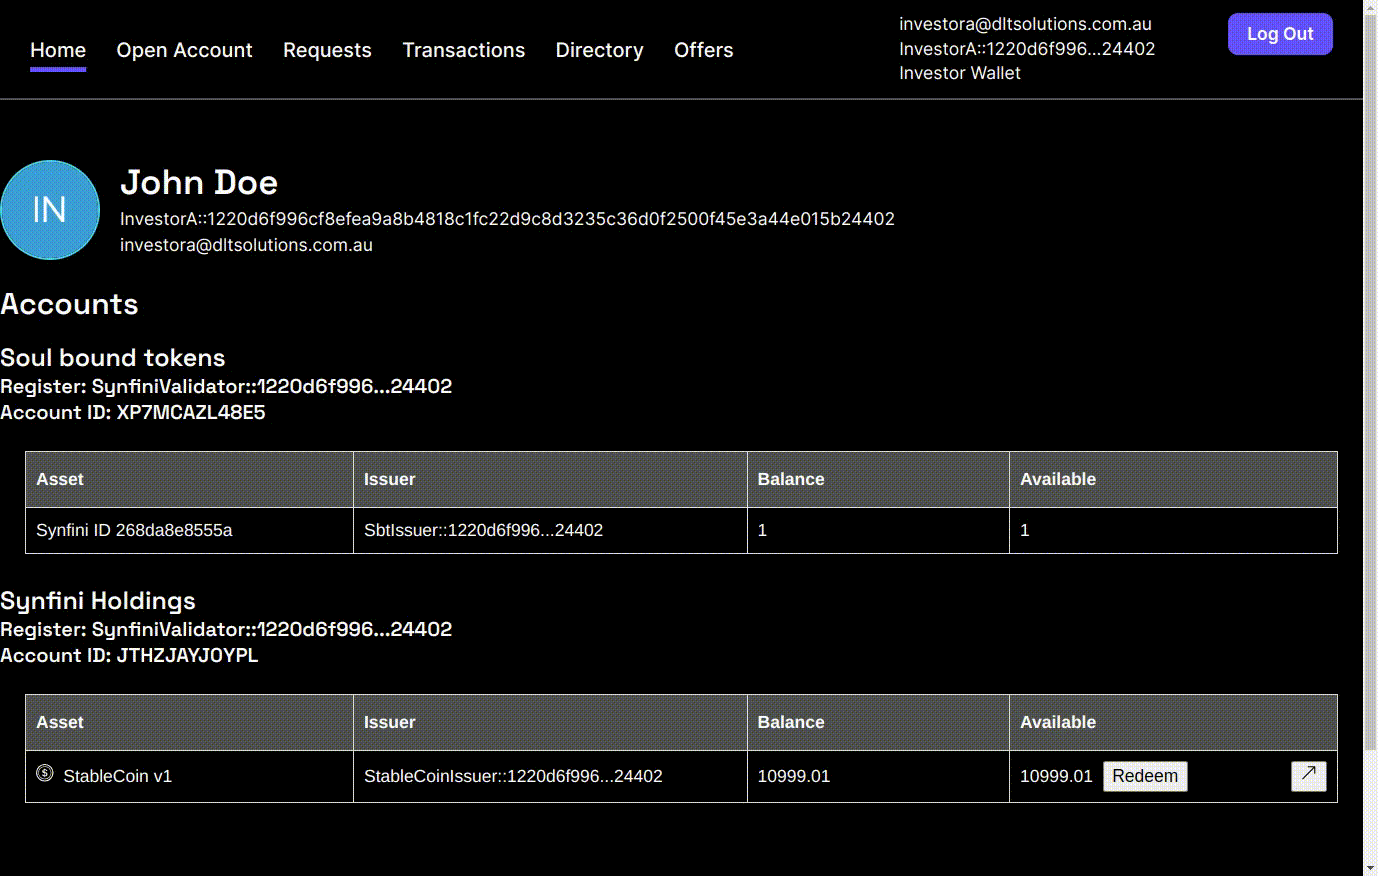 Home Open Account Requests Transactions Directory Offers
investora@dltsolutions.com.au
InvestorA::1220d6f996...24402
Investor Wallet
Log Out
IN
John Doe
InvestorA::1220d6f996cf8efea9a8b4818c1fc22d9c8d3235c36d0f2500f45e3a44e015b24402
investora@dltsolutions.com.au
Accounts
Soul bound tokens
Register: SynfiniValidator::1220d6f996...24402
Account ID: XP7MCAZL48E5
Asset Issuer Balance Available
Synfini ID 268da8e8555a SbtIssuer::1220d6f996...24402 1 1
Synfini Holdings
Register: SynfiniValidator::1220d6f996...24402
Account ID: JTHZJAYJ0YPL
Asset Issuer Balance Available
StableCoin v1 StableCoinIssuer::1220d6f996...24402 10999.01 10999.01 Redeem